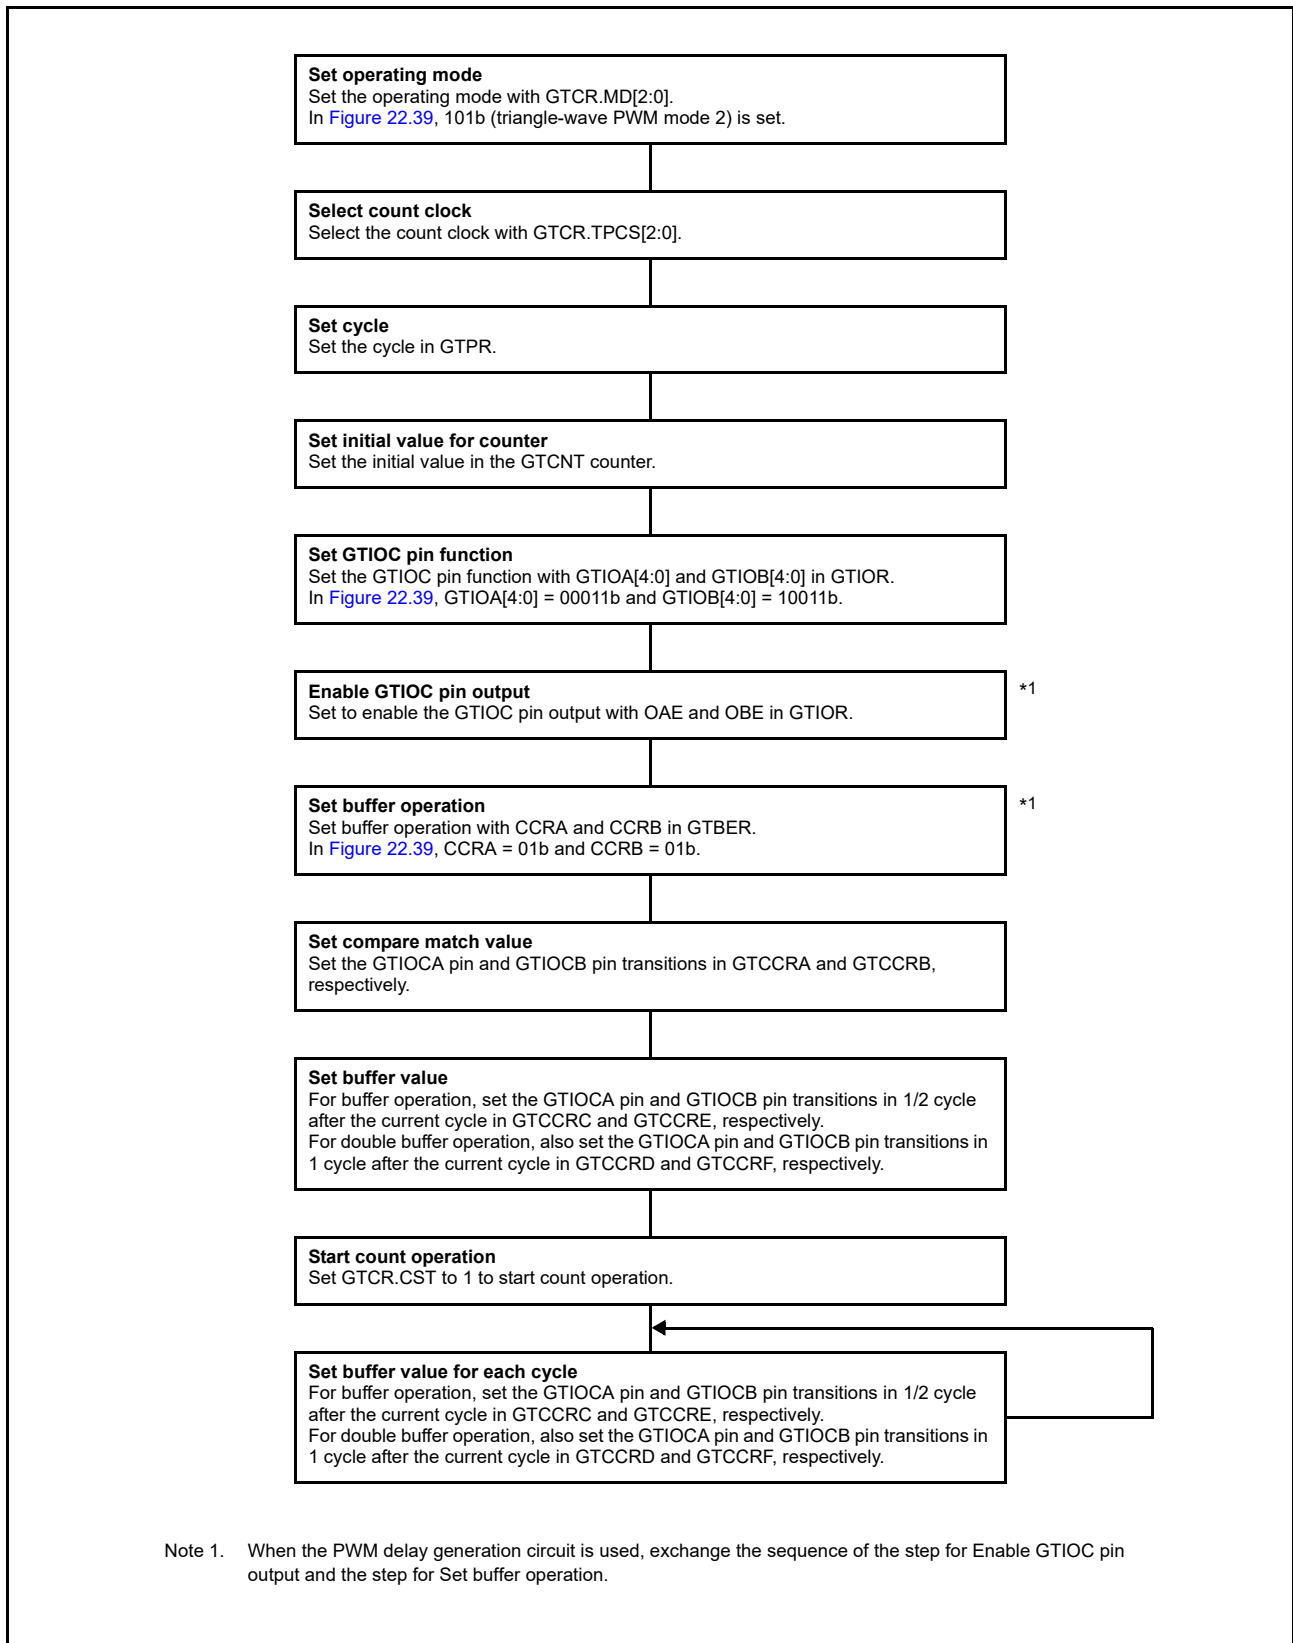 Set operating mode
Set the operating mode with GTCR.MD[2:0].
In Figure 22.39, 101b (triangle-wave PWM mode 2) is set.
Select count clock
Select the count clock with GTCR.TPCS[2:0].
Set cycle
Set the cycle in GTPR.
Set initial value for counter
Set the initial value in the GTCNT counter.
Set GTIOC pin function
Set the GTIOC pin function with GTIOA[4:0] and GTIOB[4:0] in GTIOR.
In Figure 22.39, GTIOA[4:0] = 00011b and GTIOB[4:0] = 10011b.
Enable GTIOC pin output
Set to enable the GTIOC pin output with OAE and OBE in GTIOR.
*1
Set buffer operation
Set buffer operation with CCRA and CCRB in GTBER.
In Figure 22.39, CCRA = 01b and CCRB = 01b.
*1
Set compare match value
Set the GTIOCA pin and GTIOCB pin transitions in GTCCRA and GTCCRB,
respectively.
Set buffer value
For buffer operation, set the GTIOCA pin and GTIOCB pin transitions in 1/2 cycle
after the current cycle in GTCCRC and GTCCRE, respectively.
For double buffer operation, also set the GTIOCA pin and GTIOCB pin transitions in
1 cycle after the current cycle in GTCCRD and GTCCRF, respectively.
Start count operation
Set GTCR.CST to 1 to start count operation.
Set buffer value for each cycle
For buffer operation, set the GTIOCA pin and GTIOCB pin transitions in 1/2 cycle
after the current cycle in GTCCRC and GTCCRE, respectively.
For double buffer operation, also set the GTIOCA pin and GTIOCB pin transitions in
1 cycle after the current cycle in GTCCRD and GTCCRF, respectively.
Note 1. When the PWM delay generation circuit is used, exchange the sequence of the step for Enable GTIOC pin
output and the step for Set buffer operation.